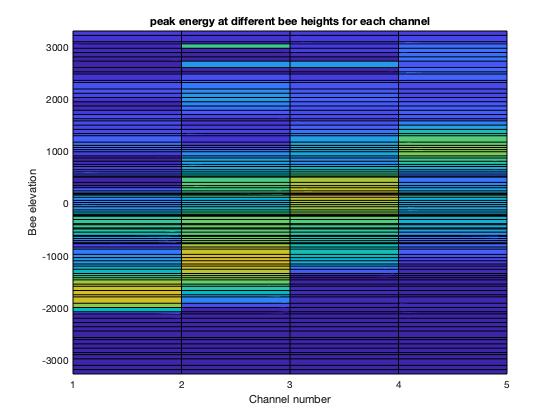 peak energy at different bee heights for each channel
3000
2000
1000
0
-1000
-2000
-3000
Bee elevation
1 2 3 4 5
Channel number